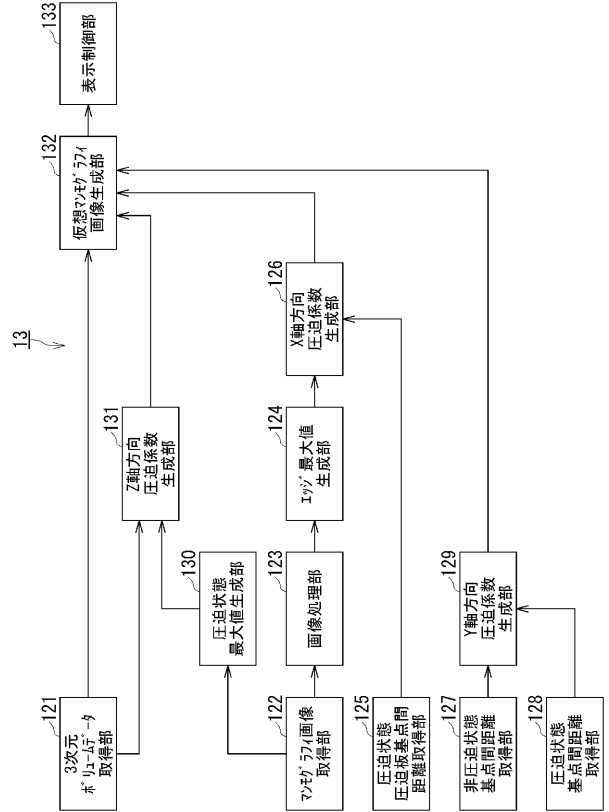 13
121
3次元
ﾎﾞﾘｭｰﾑﾃﾞｰﾀ
取得部
122
ﾏﾝﾓｸﾞﾗﾌｨ画像
取得部
125
圧迫状態
圧迫板基点間
距離取得部
127
非圧迫状態
基点間距離
取得部
128
圧迫状態
基点間距離
取得部
130
圧迫状態
最大値生成部
123
画像処理部
129
Y軸方向
圧迫係数
生成部
131
Z軸方向
圧迫係数
生成部
124
ｴｯｼﾞ最大値
生成部
126
X軸方向
圧迫係数
生成部
132
仮想ﾏﾝﾓｸﾞﾗﾌｨ
画像生成部
133
表示制御部